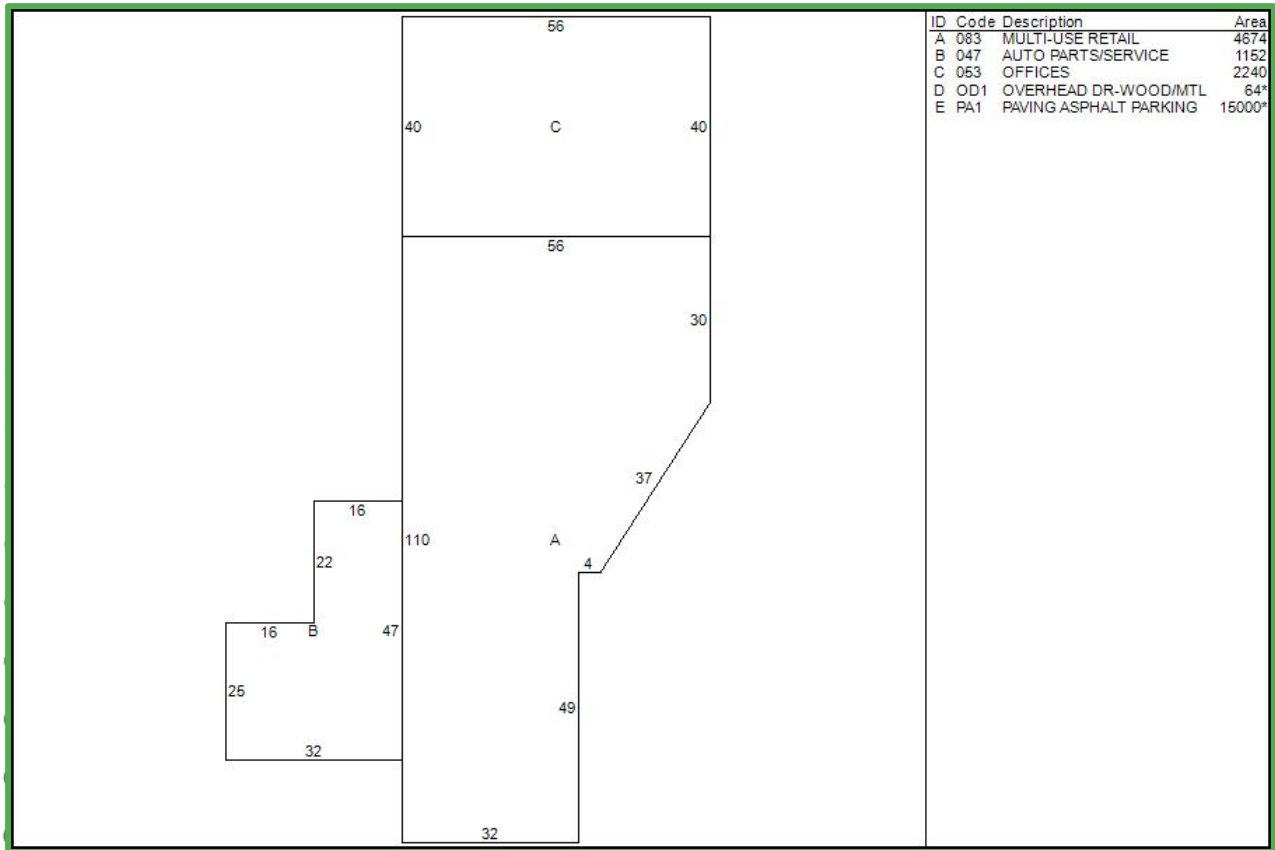 56
ID Code Description Area
A 083 MULTI-USE RETAIL 4674
B 047 AUTO PARTS/SERVICE 1152
C 053 OFFICES 2240
D OD1 OVERHEAD DR-WOOD/MTL 64*
E PA1 PAVING ASPHALT PARKING 15000*
40 C 40
56
30
37
16
110 A
22
4
16 B 47
25
49
32
32